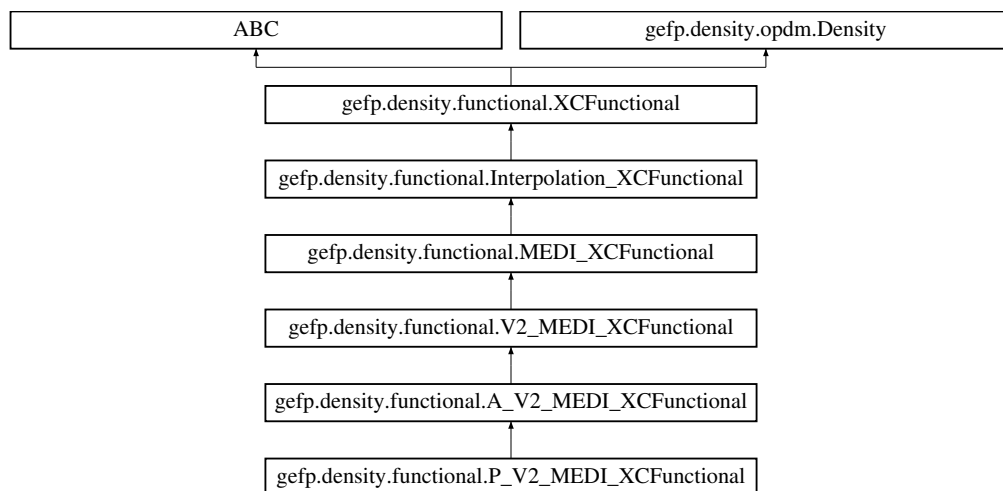 ABC
gefp.density.opdm.Density
gefp.density.functional.XCFunctional
gefp.density.functional.Interpolation_XCFunctional
gefp.density.functional.MEDI_XCFunctional
gefp.density.functional.V2_MEDI_XCFunctional
gefp.density.functional.A_V2_MEDI_XCFunctional
gefp.density.functional.P_V2_MEDI_XCFunctional